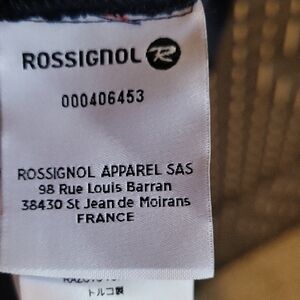 ROSSIGNOL R
000406453
ROSSIGNOL APPAREL SAS
98 Rue Louis Barran
38430 St Jean de Moirans
FRANCE
トルコ製